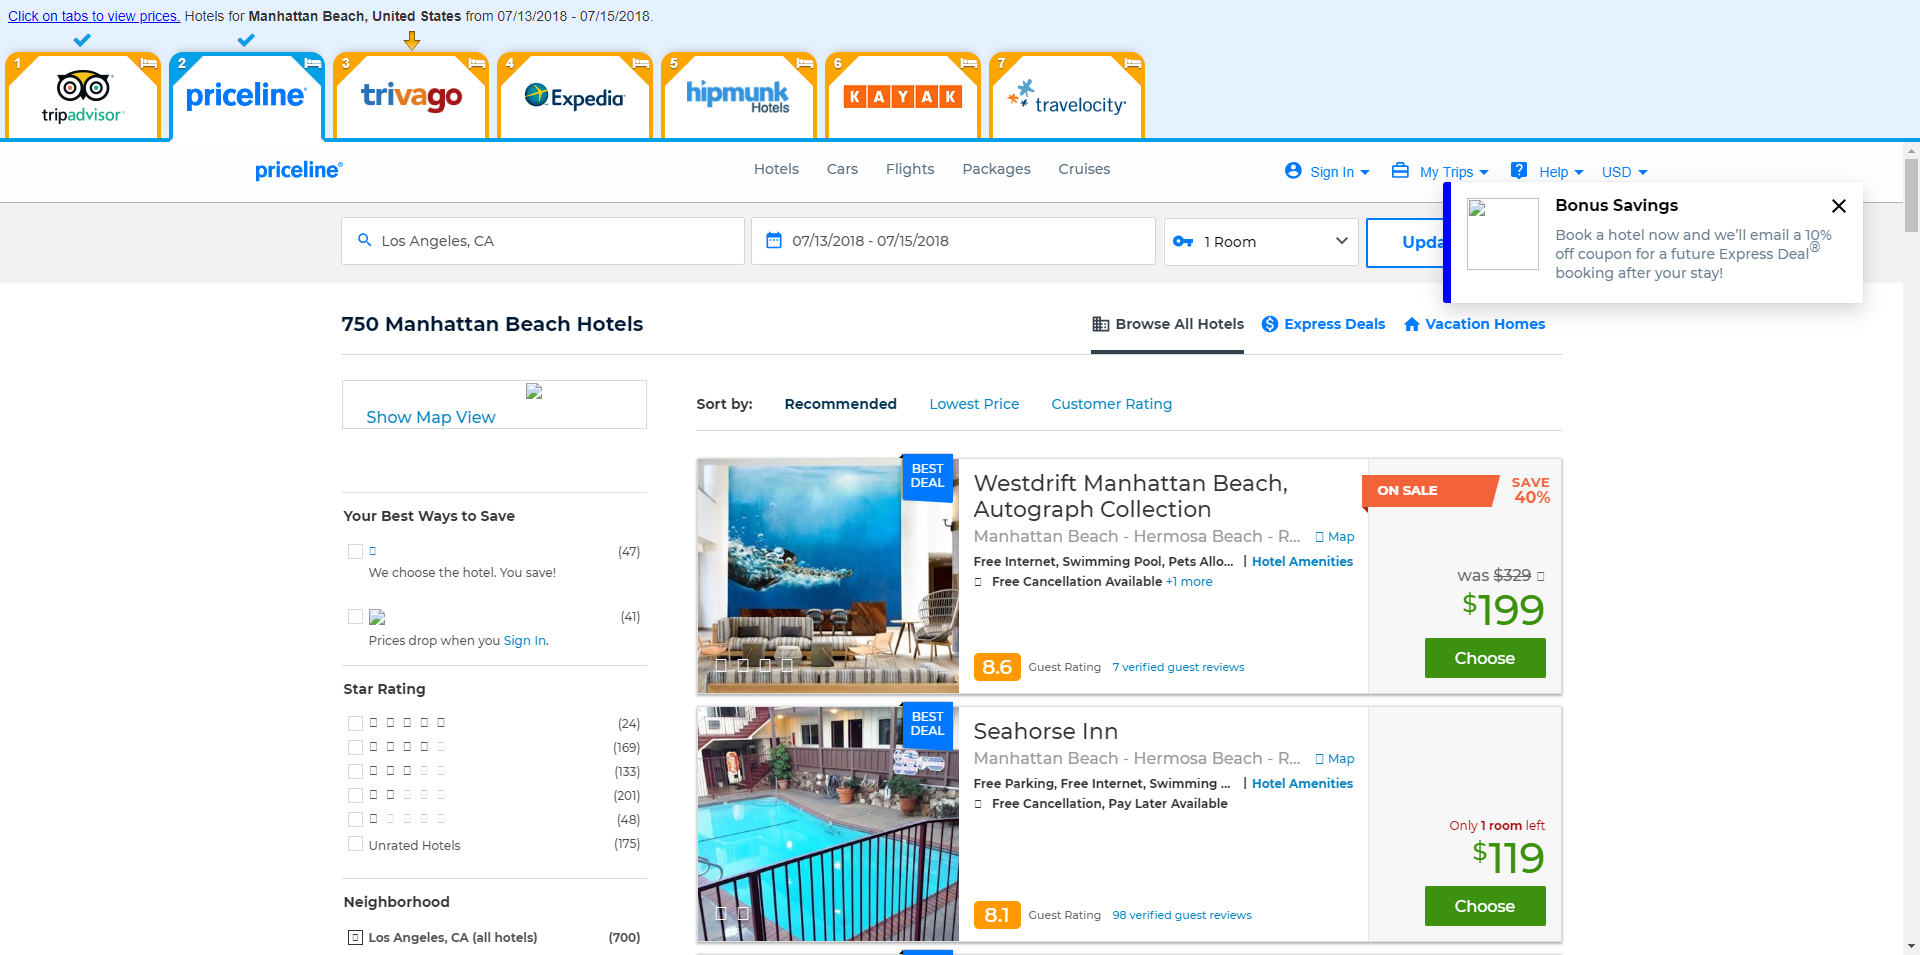 Click on tabs to view prices. Hotels for Manhattan Beach, United States from 07/13/2018 - 07/15/2018.
1 tripadvisor
2 priceline
3 trivago
4 Expedia
5 hipmunk Hotels
6 KAYAK
7 travelocity
priceline
Hotels Cars Flights Packages Cruises
Sign In My Trips Help USD
Los Angeles, CA
07/13/2018 - 07/15/2018
1 Room
Upda
Bonus Savings
Book a hotel now and we'll email a 10%
off coupon for a future Express Deal®
booking after your stay!
750 Manhattan Beach Hotels
Browse All Hotels Express Deals Vacation Homes
Show Map View
Sort by: Recommended Lowest Price Customer Rating
Your Best Ways to Save
(47)
We choose the hotel. You save!
(41)
Prices drop when you Sign In.
Star Rating
(24)
(169)
(133)
(201)
(48)
Unrated Hotels (175)
Neighborhood
Los Angeles, CA (all hotels) (700)
BEST
DEAL
Westdrift Manhattan Beach,
Autograph Collection
Manhattan Beach - Hermosa Beach - R... Map
Free Internet, Swimming Pool, Pets Allo... | Hotel Amenities
Free Cancellation Available +1 more
8.6 Guest Rating 7 verified guest reviews
ON SALE
SAVE
40%
was $329
$199
Choose
BEST
DEAL
Seahorse Inn
Manhattan Beach - Hermosa Beach - R... Map
Free Parking, Free Internet, Swimming ... | Hotel Amenities
Free Cancellation, Pay Later Available
8.1 Guest Rating 98 verified guest reviews
Only 1 room left
$119
Choose